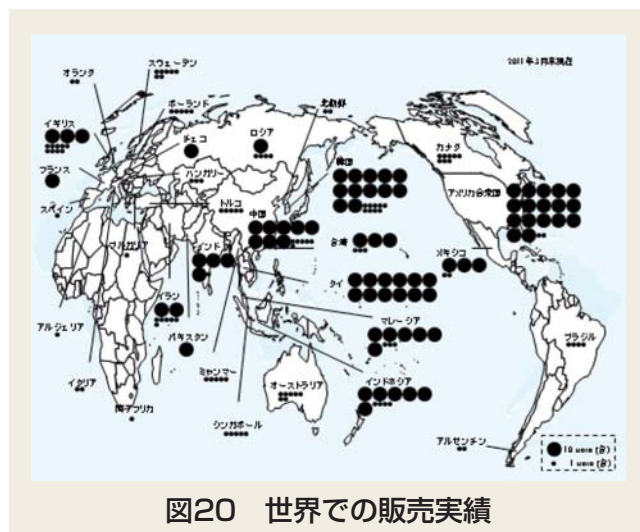 2011年3月末現在
オランダ
スウェーデン
ポーランド
北朝鮮
イギリス
チェコ
ロシア
カナダ
フランス
ハンガリー
韓国
アメリカ合衆国
スペイン
トルコ
中国
台湾
メキシコ
インド
タイ
イラン
マレーシア
アルジェリア
パキスタン
ブラジル
ミャンマー
インドネシア
イタリア
オーストラリア
南アフリカ
シンガポール
アルゼンチン
図20 世界での販売実績